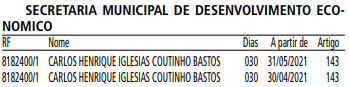 SECRETARIA MUNICIPAL DE DESENVOLVIMENTO ECO-
NOMICO
RF Nome Dias A partir de Artigo
8182400/1 CARLOS HENRIQUE IGLESIAS COUTINHO BASTOS 030 31/05/2021 143
8182400/1 CARLOS HENRIQUE IGLESIAS COUTINHO BASTOS 030 30/04/2021 143